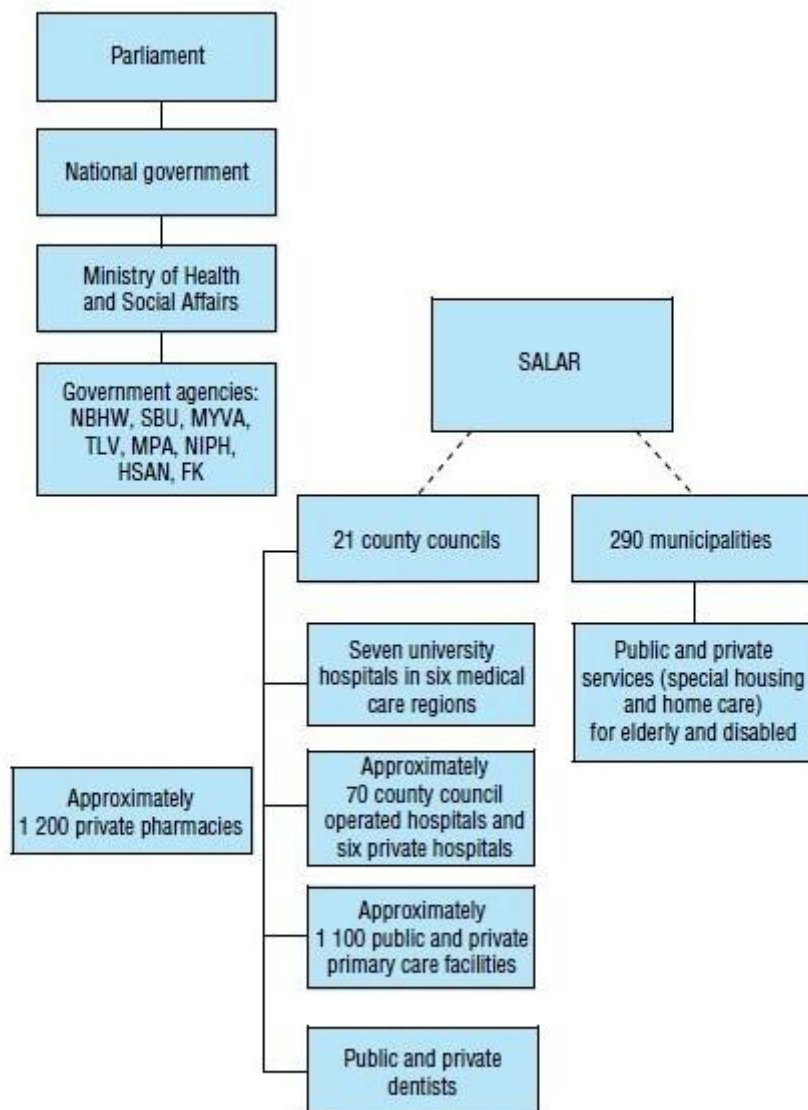 Parliament
National government
Ministry of Health
and Social Affairs
Government agencies:
NBHW, SBU, MYVA,
TLV, MPA, NIPH,
HSAN, FK
SALAR
21 county councils
290 municipalities
Seven university
hospitals in six medical
care regions
Public and private
services (special housing
and home care)
for elderly and disabled
Approximately
1 200 private pharmacies
Approximately
70 county council
operated hospitals and
six private hospitals
Approximately
1 100 public and private
primary care facilities
Public and private
dentists